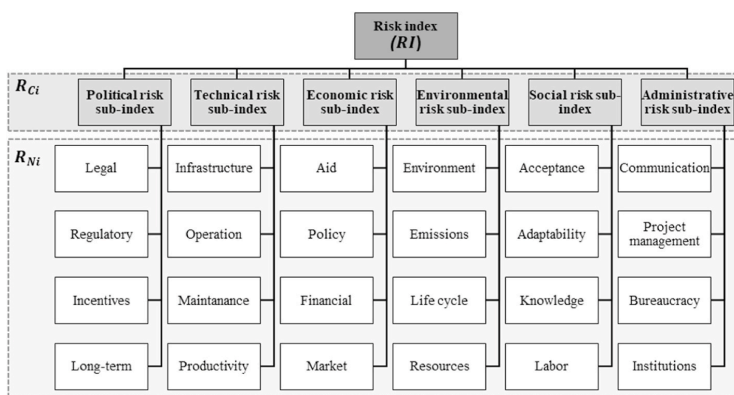 Risk index
(RI)
R_Ci
Political risk
sub-index
Technical risk
sub-index
Economic risk
sub-index
Environmental
risk sub-index
Social risk sub-
index
Administrative
risk sub-index
R_Ni
Legal
Infrastructure
Aid
Environment
Acceptance
Communication
Regulatory
Operation
Policy
Emissions
Adaptability
Project
management
Incentives
Maintanance
Financial
Life cycle
Knowledge
Bureaucracy
Long-term
Productivity
Market
Resources
Labor
Institutions